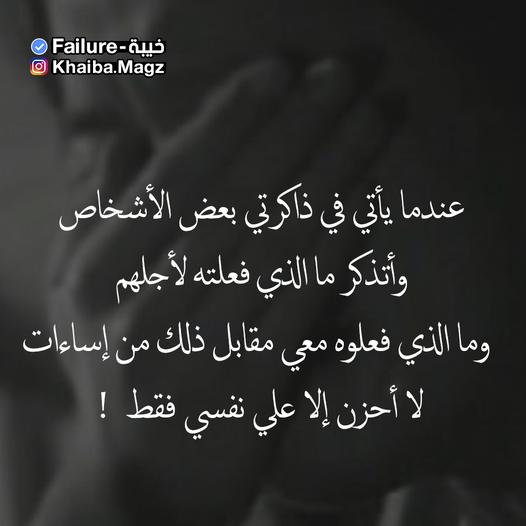 خيبة-Failure
Khaiba.Magz
عندما يأتي في ذاكرتي بعض الأشخاص
وأتذكر ما الذي فعلته لأجلهم
وما الذي فعلوه معي مقابل ذلك من إساءات
لا أحزن إلا علي نفسي فقط !